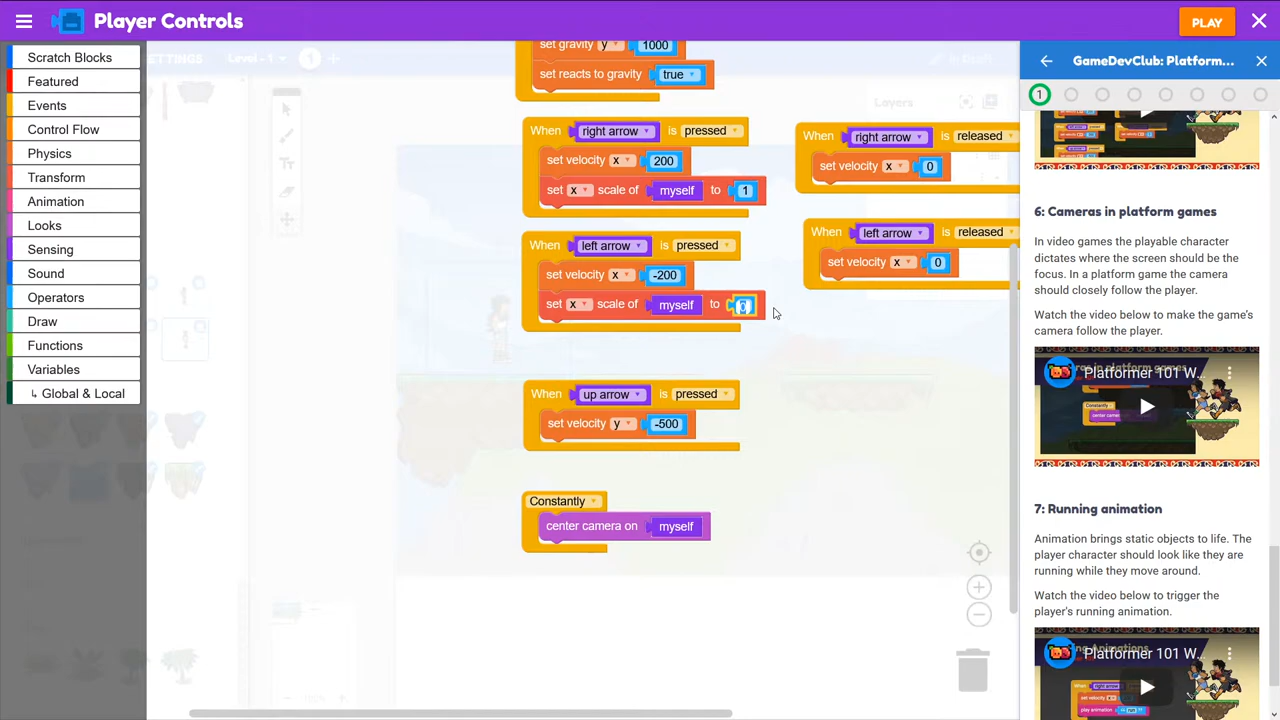 Player Controls
PLAY
Scratch Blocks
Featured
Events
Control Flow
Physics
Transform
Animation
Looks
Sensing
Sound
Operators
Draw
Functions
Variables
↳ Global & Local
SETTINGS
Level - 1
1
Layers
set gravity y 1000
set reacts to gravity true
When right arrow is pressed
set velocity x 200
set x scale of myself to 1
When left arrow is pressed
set velocity x -200
set x scale of myself to 0
When up arrow is pressed
set velocity y -500
Constantly
center camera on myself
When right arrow is released
set velocity x 0
When left arrow is released
set velocity x 0
GameDevClub: Platform...
1
6: Cameras in platform games
In video games the playable character
dictates where the screen should be the
focus. In a platform game the camera
should closely follow the player.
Watch the video below to make the game's
camera follow the player.
Platformer 101 W...
Constantly
7: Running animation
Animation brings static objects to life. The
player character should look like they are
running while they move around.
Watch the video below to trigger the
player's running animation.
Platformer 101 W...